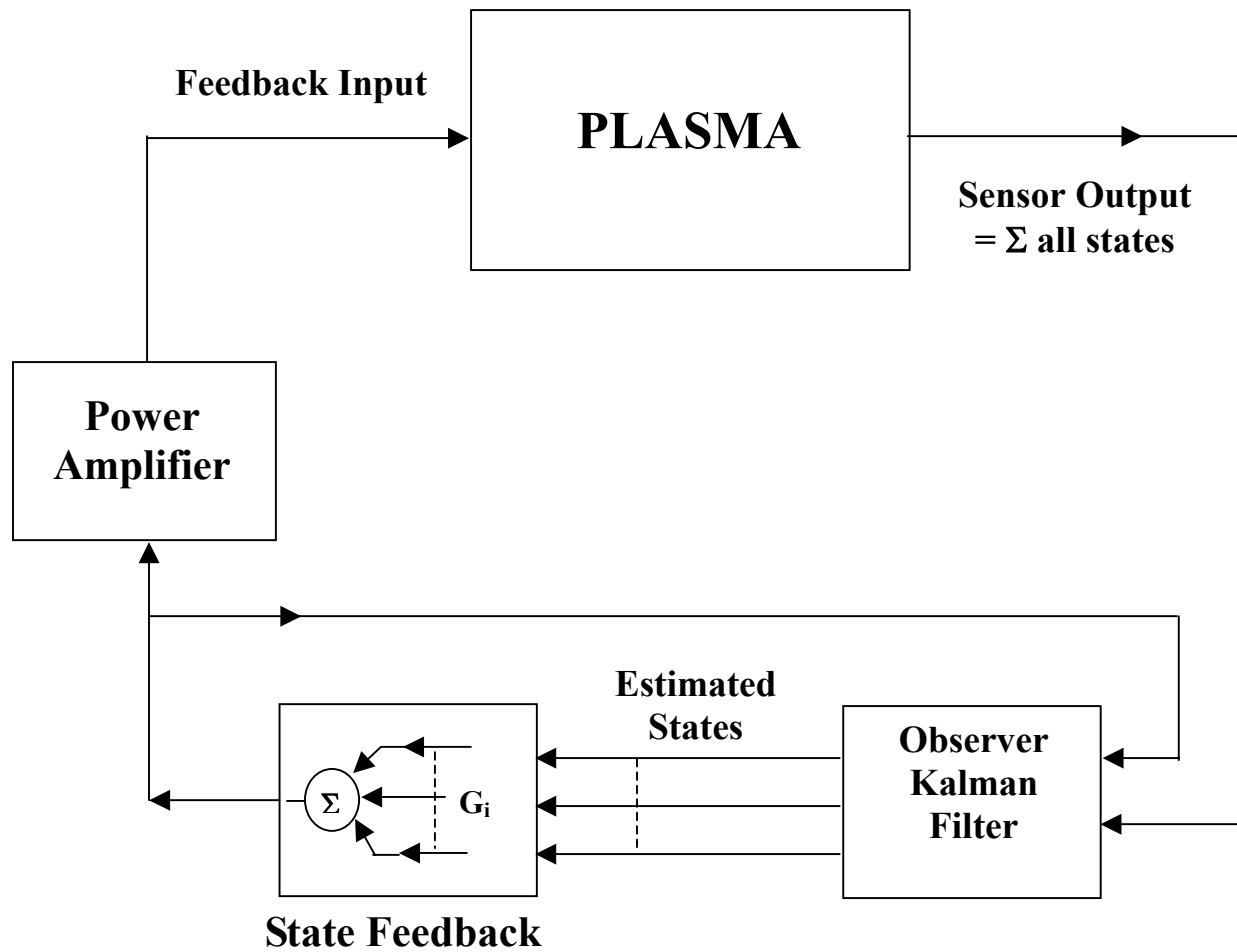 Feedback Input
PLASMA
Sensor Output
= Σ all states
Power
Amplifier
Estimated
States
Observer
Kalman
Filter
Σ
Gᵢ
State Feedback